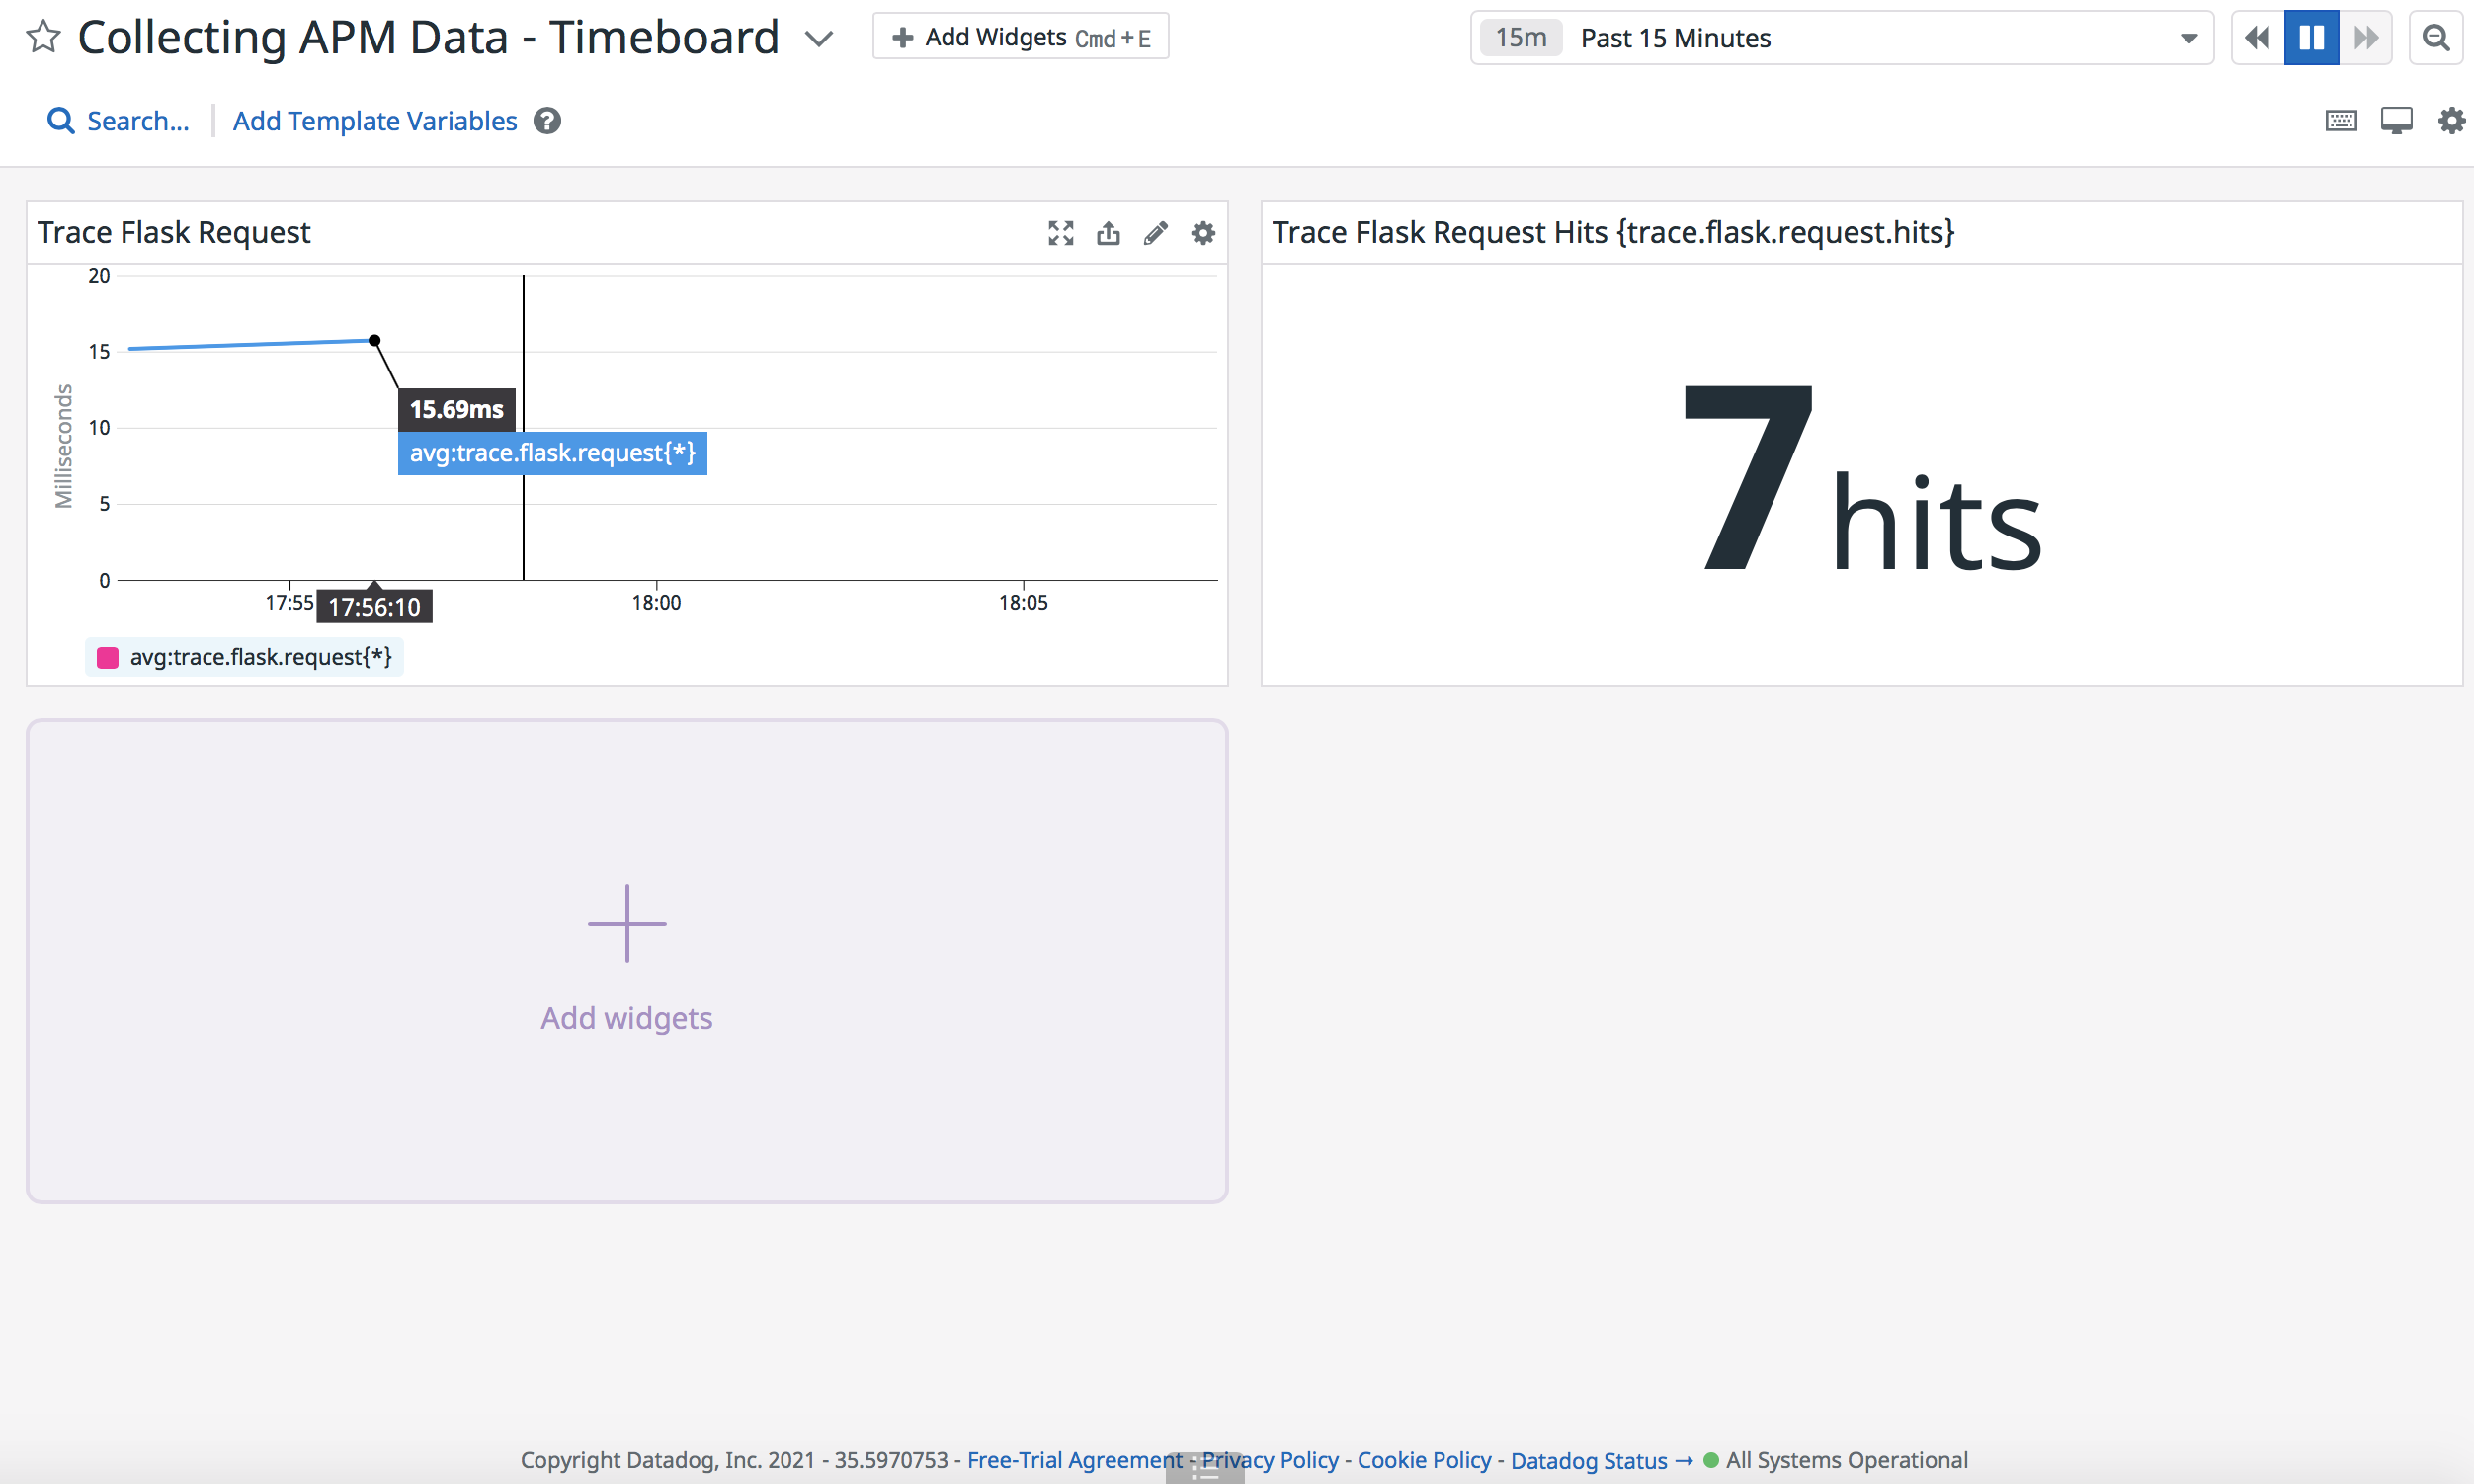 Collecting APM Data - Timeboard
Add Widgets Cmd+E
15m Past 15 Minutes
Search...
Add Template Variables ?
Trace Flask Request
20
15
10
5
0
Milliseconds
15.69ms
avg:trace.flask.request{*}
17:55
17:56:10
18:00
18:05
avg:trace.flask.request{*}
Trace Flask Request Hits {trace.flask.request.hits}
7 hits
Add widgets
Copyright Datadog, Inc. 2021 - 35.5970753 - Free-Trial Agreement - Privacy Policy - Cookie Policy - Datadog Status → All Systems Operational